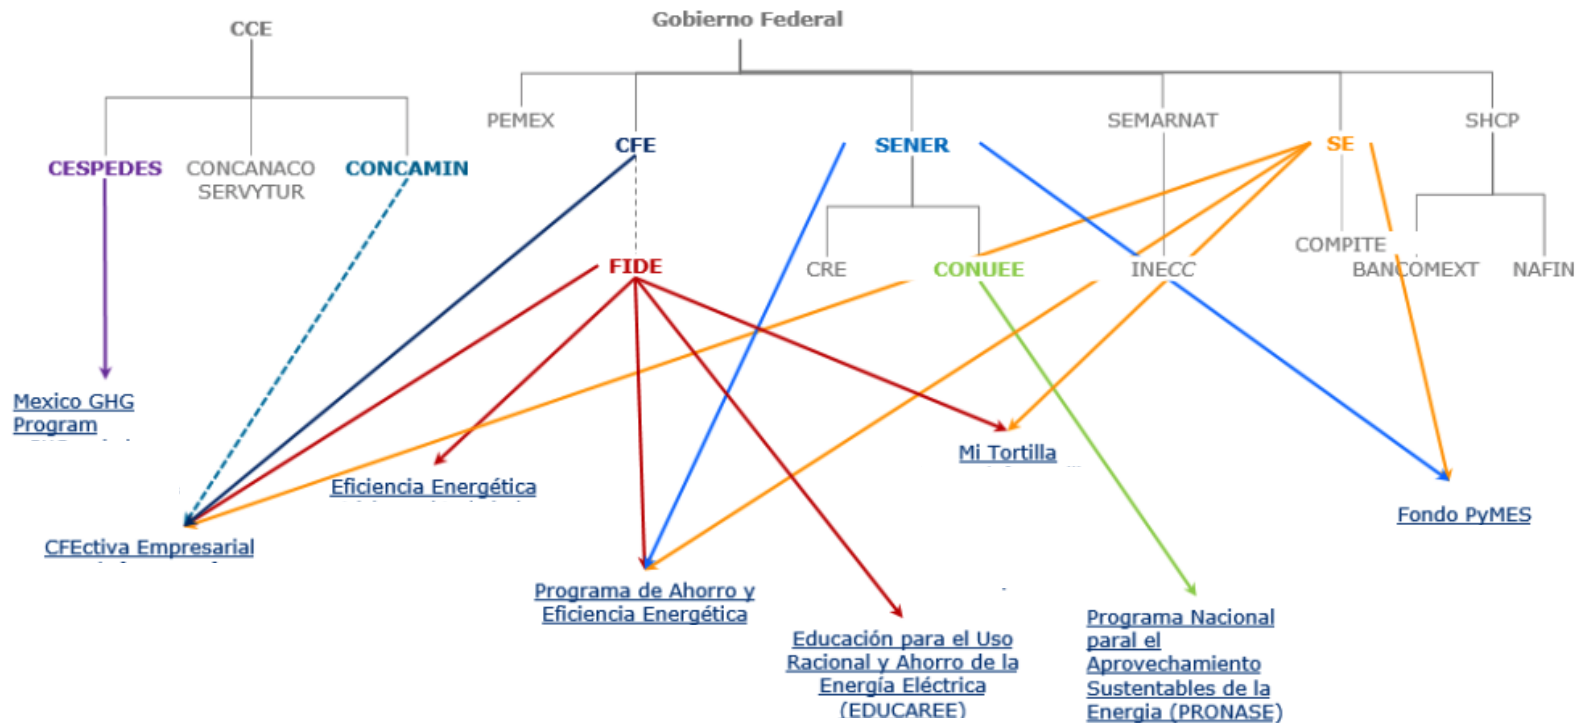 Gobierno Federal
CCE
PEMEX
SEMARNAT
SHCP
CFE
SENER
SE
CESPEDES
CONCANACO
SERVYTUR
CONCAMIN
COMPITE
FIDE
CRE
CONUEE
INECC
BANCOMEXT
NAFIN
Mexico GHG
Program
Mi Tortilla
Eficiencia Energética
Fondo PyMES
CFEctiva Empresarial
Programa de Ahorro y
Eficiencia Energética
Educación para el Uso
Racional y Ahorro de la
Energía Eléctrica
(EDUCAREE)
Programa Nacional
paral el
Aprovechamiento
Sustentables de la
Energia (PRONASE)